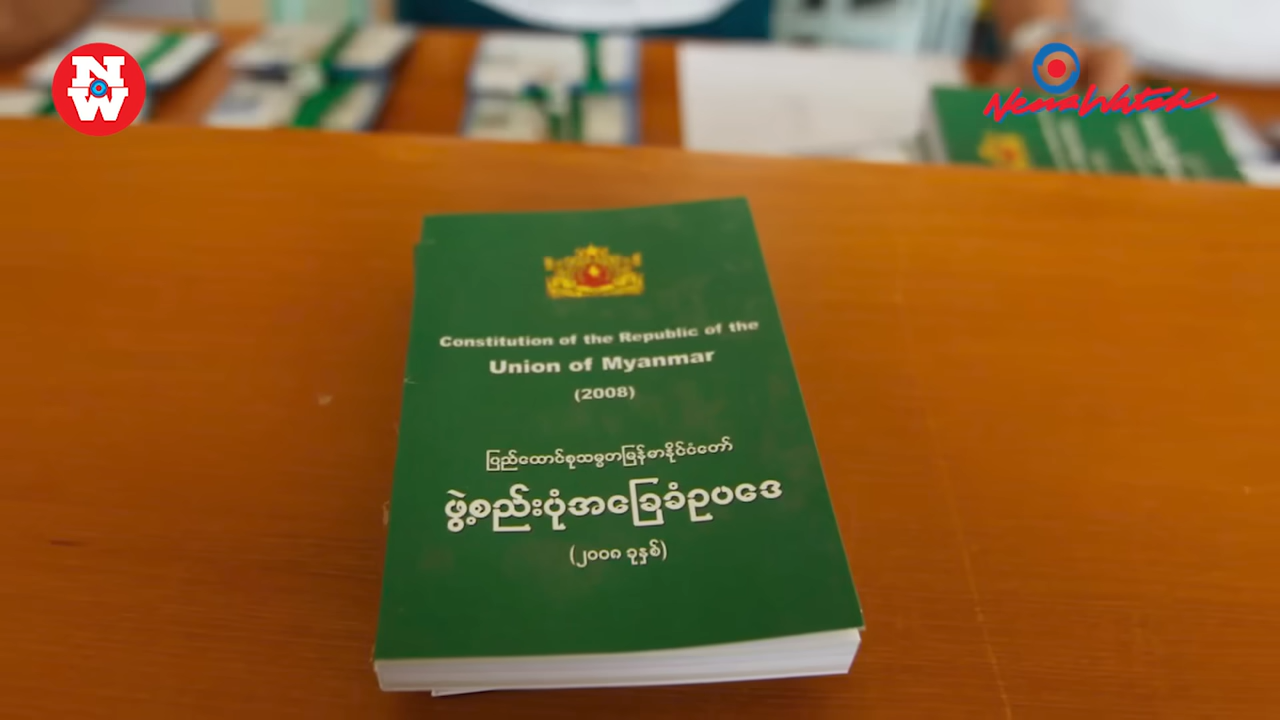 NW
NewsWatch
Constitution of the Republic of the
Union of Myanmar
(2008)
ပြည်ထောင်စုသမ္မတမြန်မာနိုင်ငံတော်
ဖွဲ့စည်းပုံအခြေခံဥပဒေ
(၂၀၀၈ ခုနှစ်)